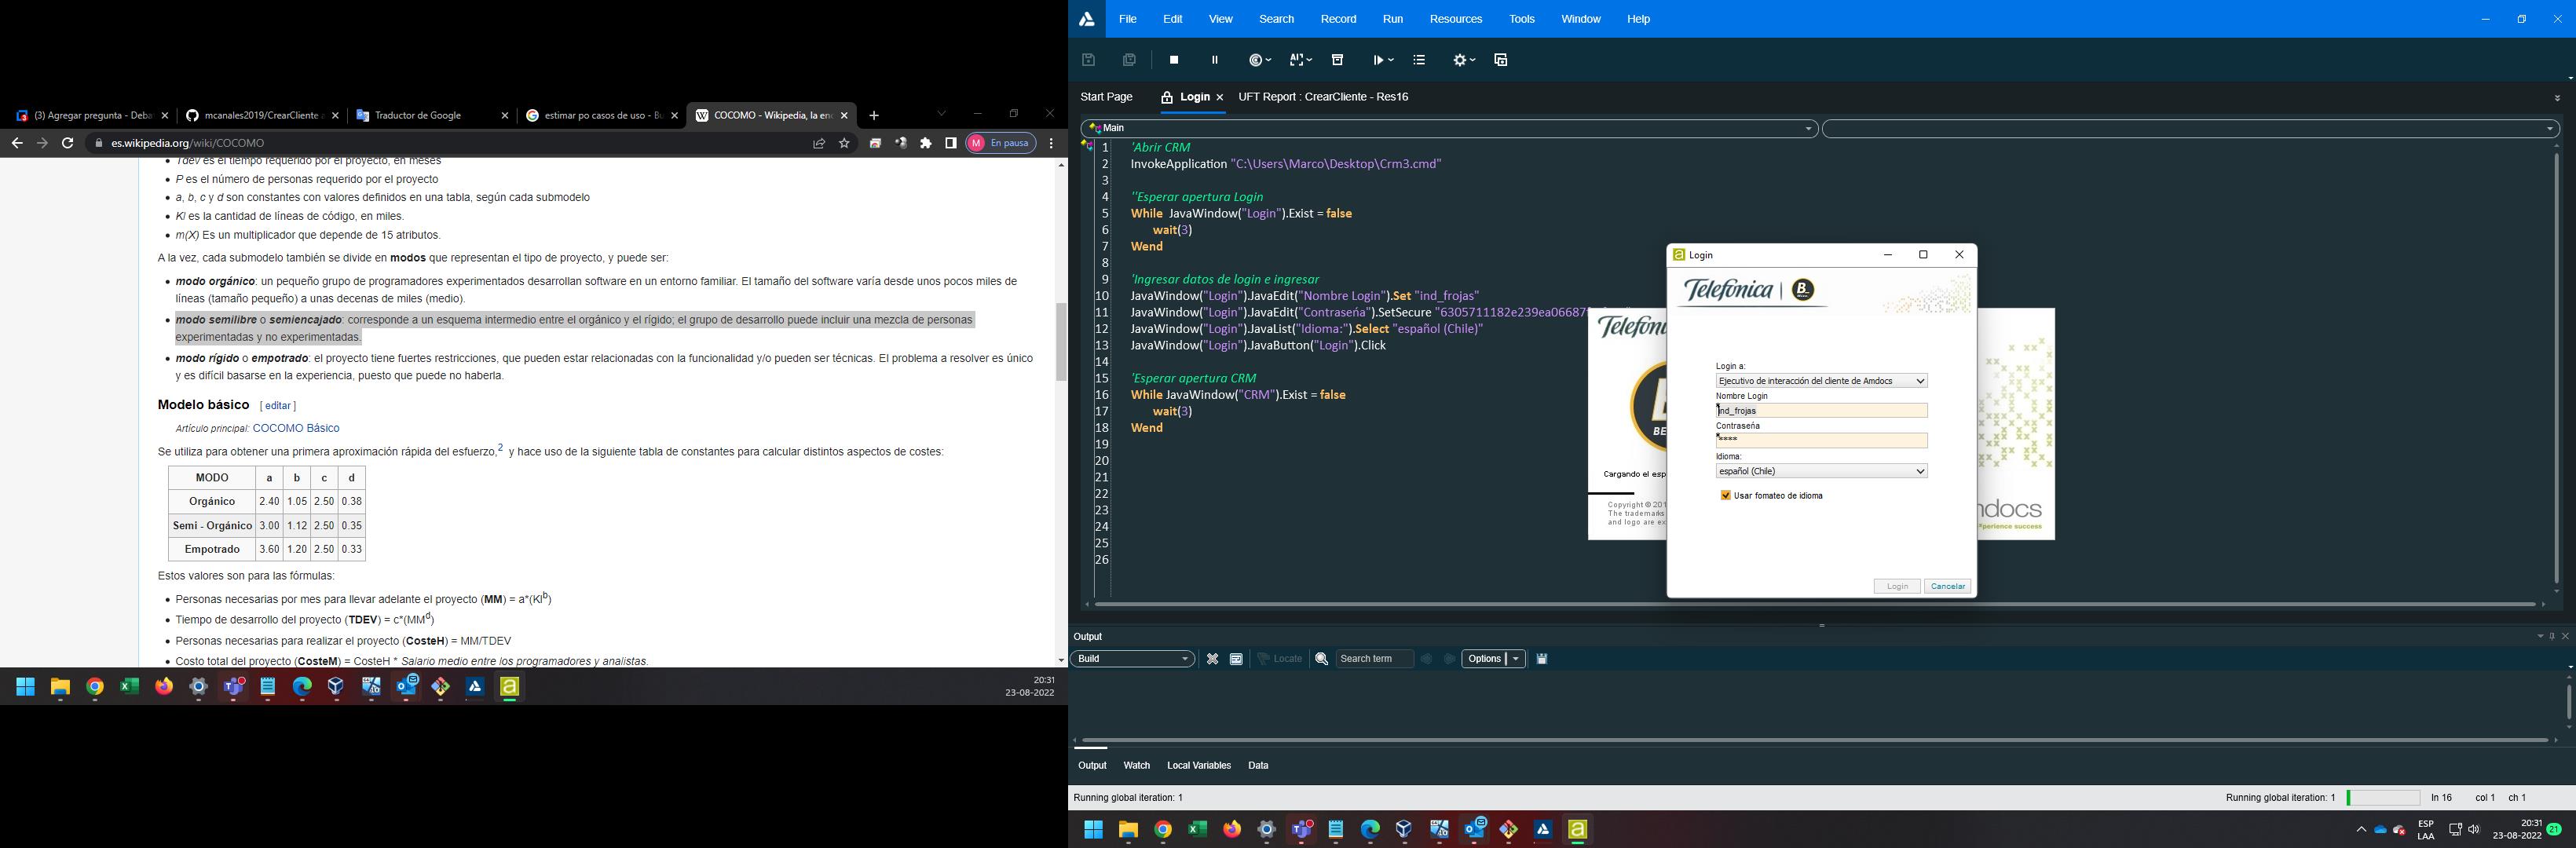 (3) Agregar pregunta - Deba
mcanales2019/CrearCliente
Traductor de Google
estimar po casos de uso - Bu
COCOMO - Wikipedia, la enc
es.wikipedia.org/wiki/COCOMO
M En pausa
Tdev es el tiempo requerido por el proyecto, en meses
P es el número de personas requerido por el proyecto
a, b, c y d son constantes con valores definidos en una tabla, según cada submodelo
Kl es la cantidad de líneas de código, en miles.
m(X) Es un multiplicador que depende de 15 atributos.
A la vez, cada submodelo también se divide en modos que representan el tipo de proyecto, y puede ser:
modo orgánico: un pequeño grupo de programadores experimentados desarrollan software en un entorno familiar. El tamaño del software varía desde unos pocos miles de
líneas (tamaño pequeño) a unas decenas de miles (medio).
modo semilibre o semiencajado: corresponde a un esquema intermedio entre el orgánico y el rígido; el grupo de desarrollo puede incluir una mezcla de personas
experimentadas y no experimentadas.
modo rígido o empotrado: el proyecto tiene fuertes restricciones, que pueden estar relacionadas con la funcionalidad y/o pueden ser técnicas. El problema a resolver es único
y es difícil basarse en la experiencia, puesto que puede no haberla.
Modelo básico [ editar ]
Artículo principal: COCOMO Básico
Se utiliza para obtener una primera aproximación rápida del esfuerzo,2 y hace uso de la siguiente tabla de constantes para calcular distintos aspectos de costes:
MODO a b c d
Orgánico 2.40 1.05 2.50 0.38
Semi - Orgánico 3.00 1.12 2.50 0.35
Empotrado 3.60 1.20 2.50 0.33
Estos valores son para las fórmulas:
Personas necesarias por mes para llevar adelante el proyecto (MM) = a*(Kl^b)
Tiempo de desarrollo del proyecto (TDEV) = c*(MM^d)
Personas necesarias para realizar el proyecto (CosteH) = MM/TDEV
Costo total del proyecto (CosteM) = CosteH * Salario medio entre los programadores y analistas.
20:31
23-08-2022
File Edit View Search Record Run Resources Tools Window Help
Start Page Login UFT Report : CrearCliente - Res16
Main
1 'Abrir CRM
2 InvokeApplication "C:\Users\Marco\Desktop\Crm3.cmd"
3
4 ''Esperar apertura Login
5 While JavaWindow("Login").Exist = false
6 wait(3)
7 Wend
8
9 'Ingresar datos de login e ingresar
10 JavaWindow("Login").JavaEdit("Nombre Login").Set "ind_frojas"
11 JavaWindow("Login").JavaEdit("Contraseña").SetSecure "6305711182e239ea06687
12 JavaWindow("Login").JavaList("Idioma:").Select "español (Chile)"
13 JavaWindow("Login").JavaButton("Login").Click
14
15 'Esperar apertura CRM
16 While JavaWindow("CRM").Exist = false
17 wait(3)
18 Wend
19
20
21
22
23
24
25
26
Telefón
BE
Cargando el esp
Copyright © 201
The trademarks
and logo are ex
ndocs
xperience success
Login
Telefónica | B
Login a:
Ejecutivo de interacción del cliente de Amdocs
Nombre Login
ind_frojas
Contraseña
****
Idioma:
español (Chile)
Usar fomateo de idioma
Login Cancelar
Output
Build Locate Search term Options
Output Watch Local Variables Data
Running global iteration: 1
Running global iteration: 1 ln 16 col 1 ch 1
ESP
LAA
20:31
23-08-2022
21